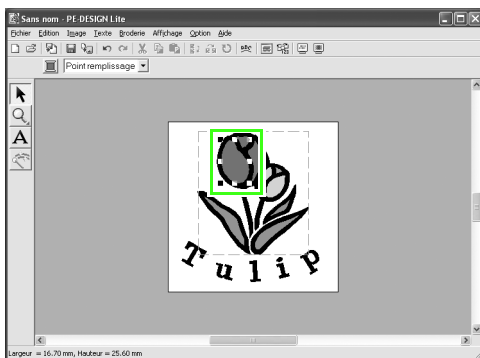 Sans nom - PE-DESIGN Lite
Fichier Edition Image Texte Broderie Affichage Option Aide
abc
Point remplissage
A
Tulip
Largeur = 16.70 mm, Hauteur = 25.60 mm